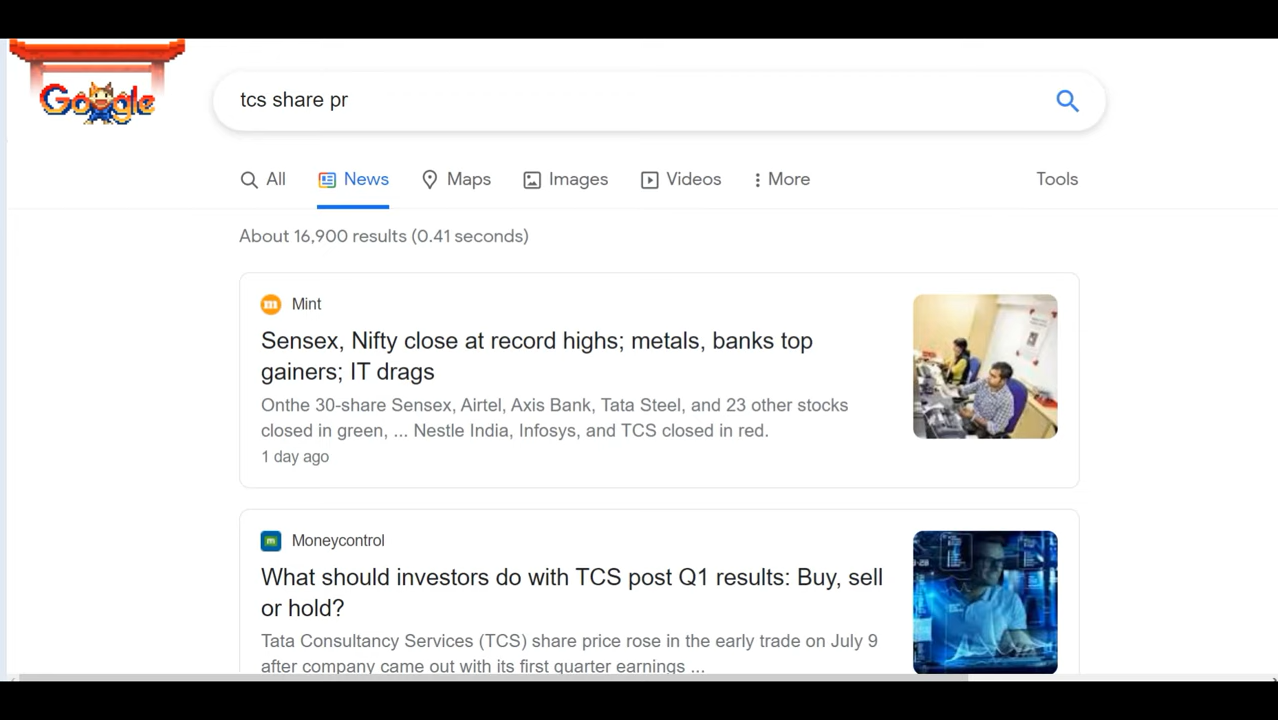 Google
tcs share pr
All News Maps Images Videos More Tools
About 16,900 results (0.41 seconds)
Mint
Sensex, Nifty close at record highs; metals, banks top
gainers; IT drags
Onthe 30-share Sensex, Airtel, Axis Bank, Tata Steel, and 23 other stocks
closed in green, ... Nestle India, Infosys, and TCS closed in red.
1 day ago
Moneycontrol
What should investors do with TCS post Q1 results: Buy, sell
or hold?
Tata Consultancy Services (TCS) share price rose in the early trade on July 9
after company came out with its first quarter earnings ...